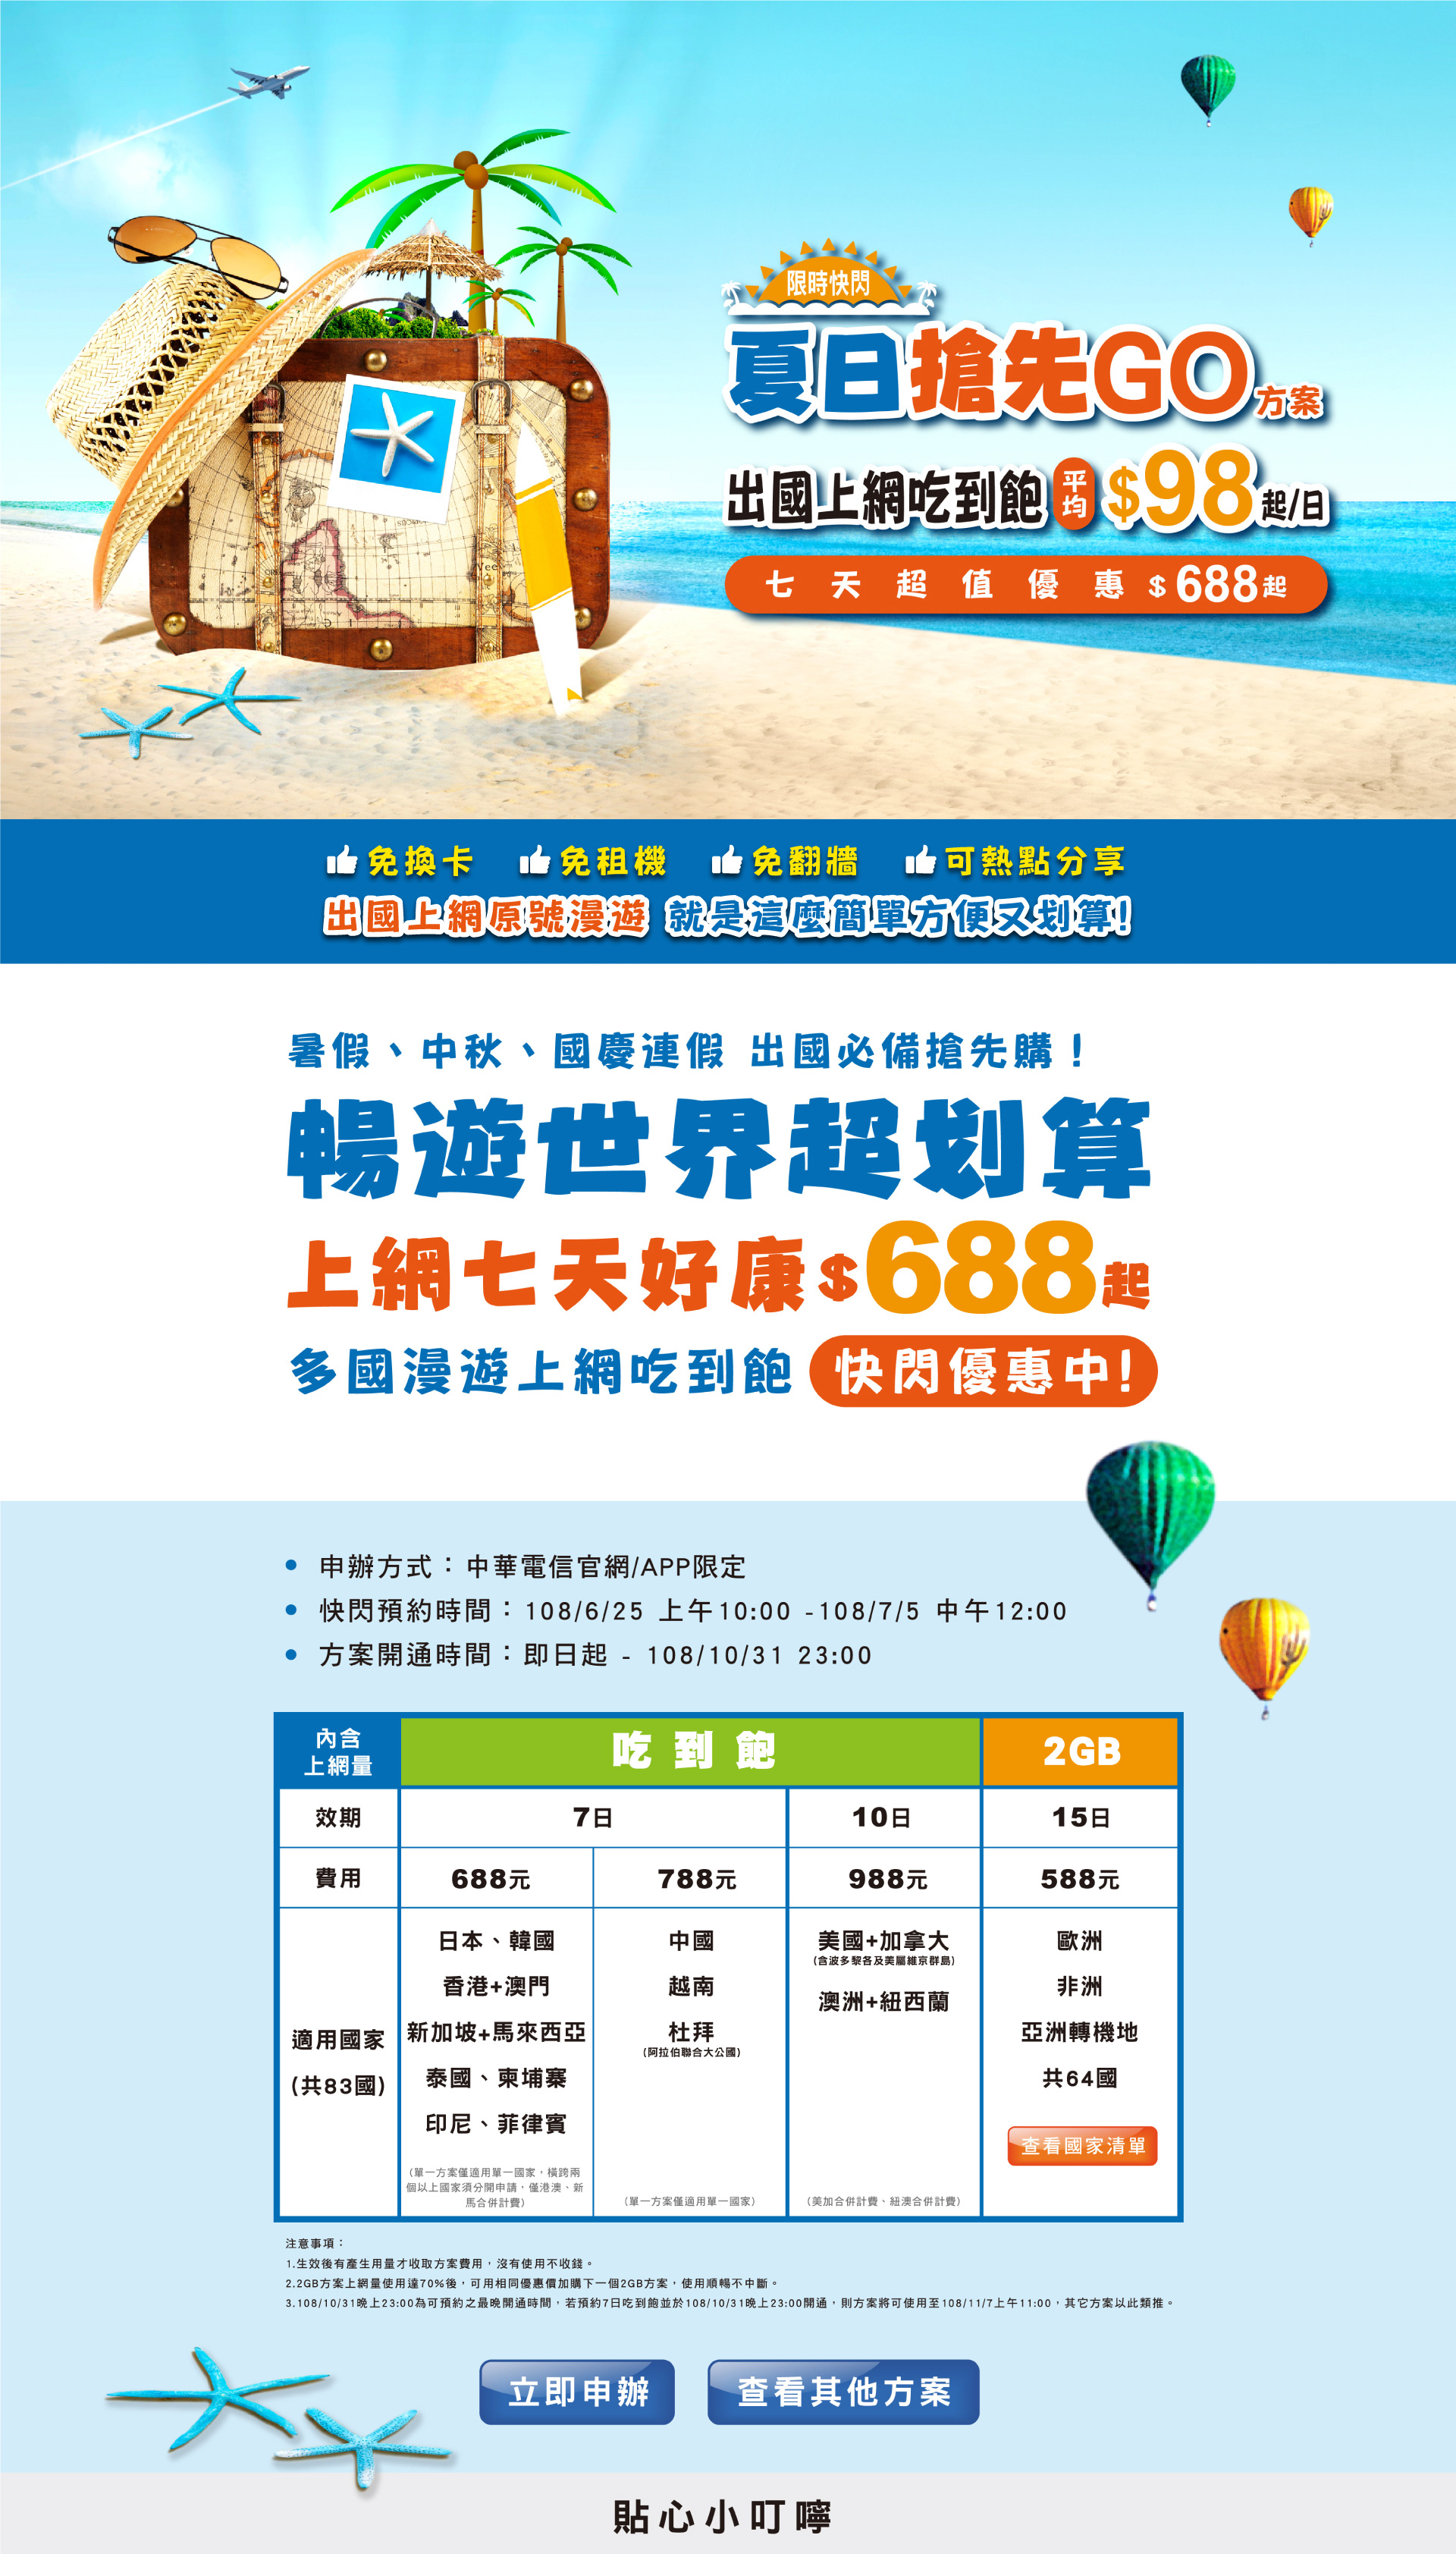 限時快閃
夏日搶先GO方案
出國上網吃到飽 平均 $98起/日
七天超值優惠$688起
免換卡 免租機 免翻牆 可熱點分享
出國上網原號漫遊 就是這麼簡單方便又划算!
暑假、中秋、國慶連假 出國必備搶先購！
暢遊世界超划算
上網七天好康$688起
多國漫遊上網吃到飽 快閃優惠中!
• 申辦方式：中華電信官網/APP限定
• 快閃預約時間：108/6/25 上午10:00 -108/7/5 中午12:00
• 方案開通時間：即日起 - 108/10/31 23:00
內含
上網量
吃到飽
2GB
效期
7日
10日
15日
費用
688元
788元
988元
588元
適用國家
(共83國)
日本、韓國
香港+澳門
新加坡+馬來西亞
泰國、柬埔寨
印尼、菲律賓
(單一方案僅適用單一國家，橫跨兩
個以上國家須分開申請，僅港澳、新
馬合併計費)
中國
越南
杜拜
(阿拉伯聯合大公國)
(單一方案僅適用單一國家)
美國+加拿大
(含波多黎各及美屬維京群島)
澳洲+紐西蘭
(美加合併計費、紐澳合併計費)
歐洲
非洲
亞洲轉機地
共64國
查看國家清單
注意事項：
1.生效後有產生用量才收取方案費用，沒有使用不收錢。
2.2GB方案上網量使用達70%後，可用相同優惠價加購下一個2GB方案，使用順暢不中斷。
3.108/10/31晚上23:00為可預約之最晚開通時間，若預約7日吃到飽並於108/10/31晚上23:00開通，則方案將可使用至108/11/7上午11:00，其它方案以此類推。
立即申辦
查看其他方案
貼心小叮嚀